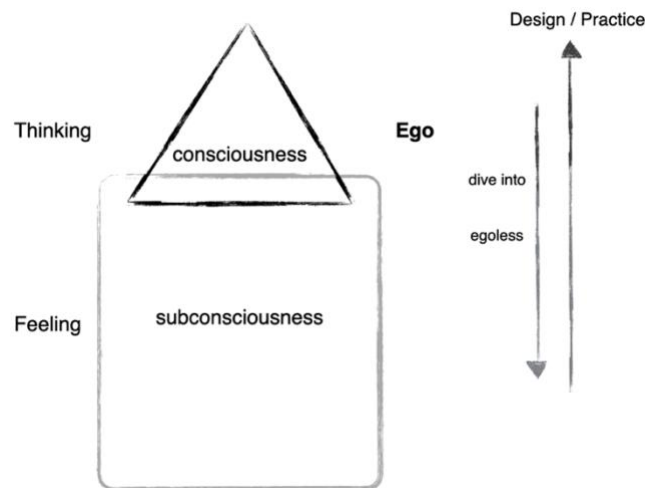 Design / Practice
Thinking
Ego
consciousness
dive into
egoless
Feeling
subconsciousness